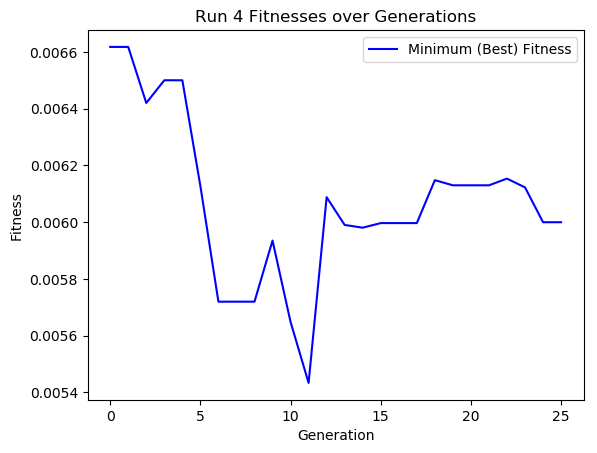 Run 4 Fitnesses over Generations
Minimum (Best) Fitness
Fitness
0.0066
0.0064
0.0062
0.0060
0.0058
0.0056
0.0054
0 5 10 15 20 25
Generation